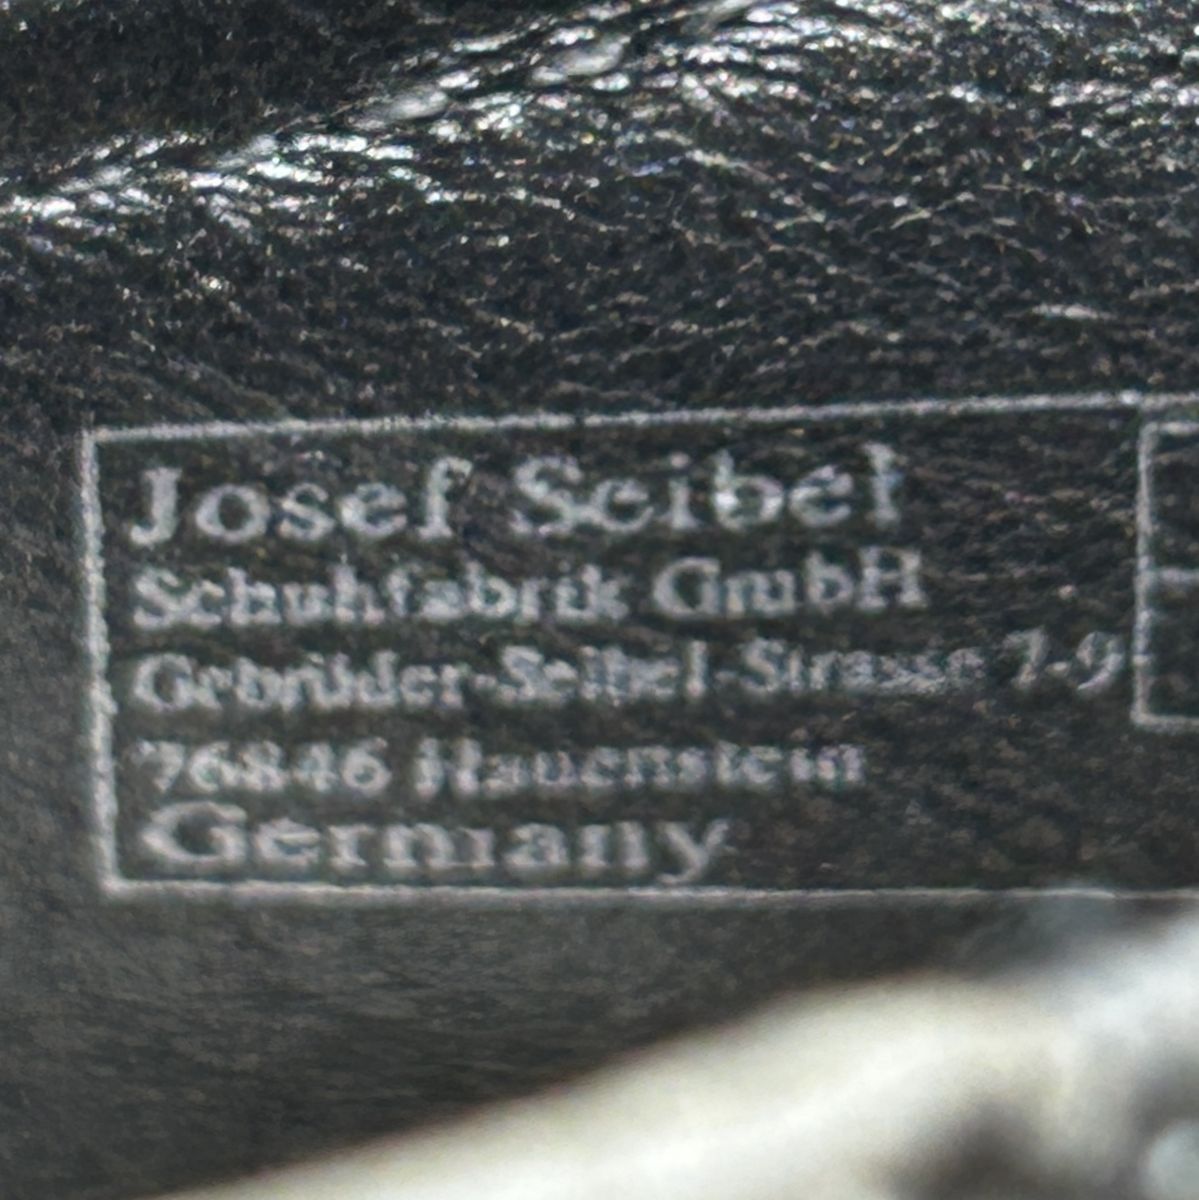 Josef Seibel
Schuhfabrik GmbH
Gebrüder-Seibel-Strasse 7-9
76846 Hauenstein
Germany